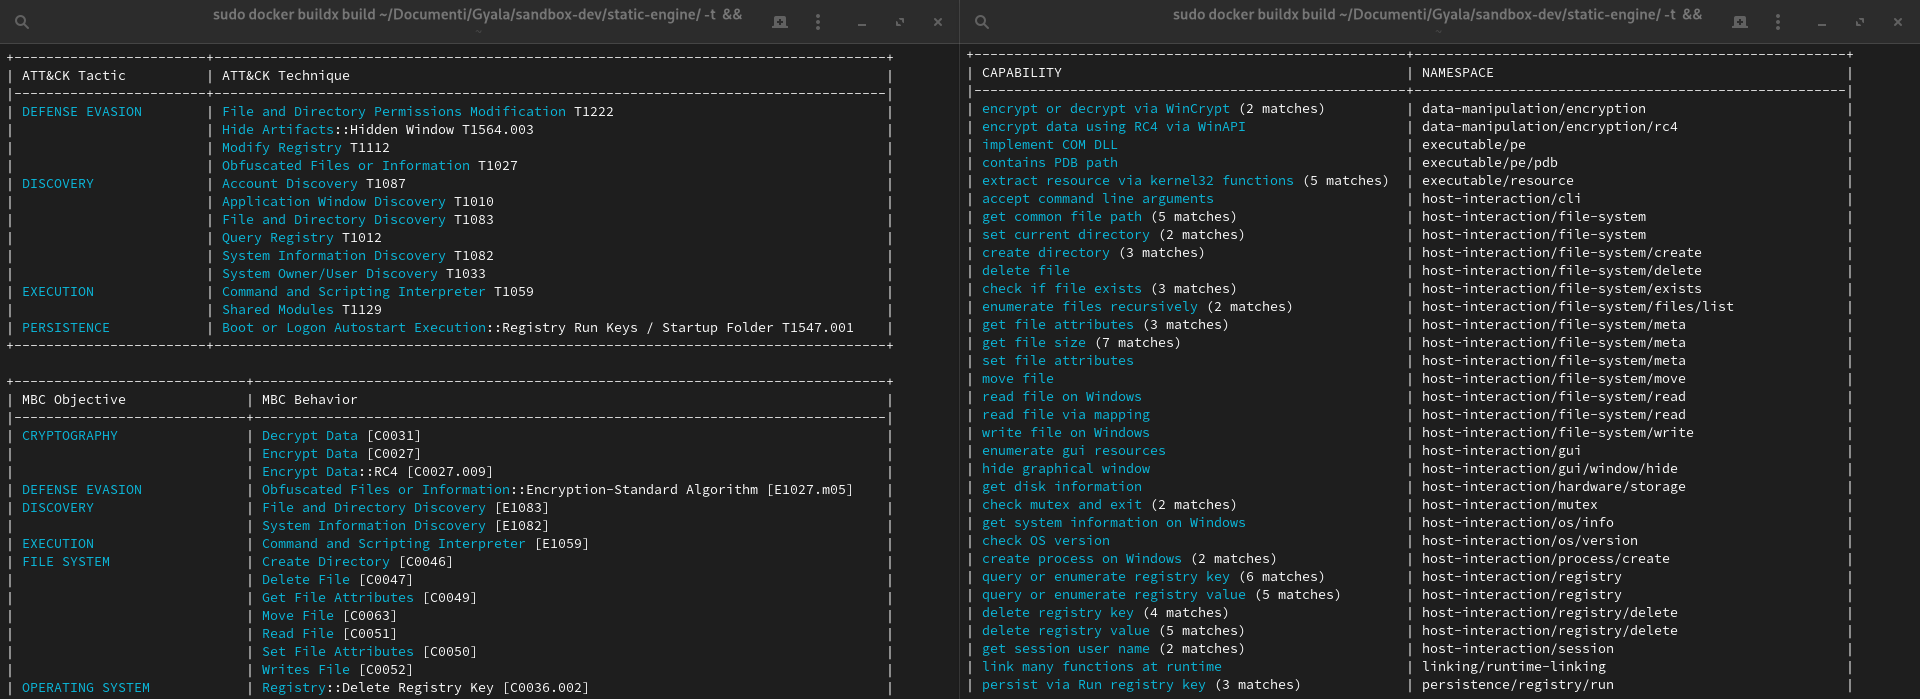 sudo docker buildx build ~/Documenti/Gyala/sandbox-dev/static-engine/ -t &&
ATT&CK Tactic | ATT&CK Technique
DEFENSE EVASION | File and Directory Permissions Modification T1222
Hide Artifacts::Hidden Window T1564.003
Modify Registry T1112
Obfuscated Files or Information T1027
DISCOVERY | Account Discovery T1087
Application Window Discovery T1010
File and Directory Discovery T1083
Query Registry T1012
System Information Discovery T1082
System Owner/User Discovery T1033
EXECUTION | Command and Scripting Interpreter T1059
Shared Modules T1129
PERSISTENCE | Boot or Logon Autostart Execution::Registry Run Keys / Startup Folder T1547.001
MBC Objective | MBC Behavior
CRYPTOGRAPHY | Decrypt Data [C0031]
Encrypt Data [C0027]
Encrypt Data::RC4 [C0027.009]
DEFENSE EVASION | Obfuscated Files or Information::Encryption-Standard Algorithm [E1027.m05]
DISCOVERY | File and Directory Discovery [E1083]
System Information Discovery [E1082]
EXECUTION | Command and Scripting Interpreter [E1059]
FILE SYSTEM | Create Directory [C0046]
Delete File [C0047]
Get File Attributes [C0049]
Move File [C0063]
Read File [C0051]
Set File Attributes [C0050]
Writes File [C0052]
OPERATING SYSTEM | Registry::Delete Registry Key [C0036.002]
sudo docker buildx build ~/Documenti/Gyala/sandbox-dev/static-engine/ -t &&
CAPABILITY | NAMESPACE
encrypt or decrypt via WinCrypt (2 matches) | data-manipulation/encryption
encrypt data using RC4 via WinAPI | data-manipulation/encryption/rc4
implement COM DLL | executable/pe
contains PDB path | executable/pe/pdb
extract resource via kernel32 functions (5 matches) | executable/resource
accept command line arguments | host-interaction/cli
get common file path (5 matches) | host-interaction/file-system
set current directory (2 matches) | host-interaction/file-system
create directory (3 matches) | host-interaction/file-system/create
delete file | host-interaction/file-system/delete
check if file exists (3 matches) | host-interaction/file-system/exists
enumerate files recursively (2 matches) | host-interaction/file-system/files/list
get file attributes (3 matches) | host-interaction/file-system/meta
get file size (7 matches) | host-interaction/file-system/meta
set file attributes | host-interaction/file-system/meta
move file | host-interaction/file-system/move
read file on Windows | host-interaction/file-system/read
read file via mapping | host-interaction/file-system/read
write file on Windows | host-interaction/file-system/write
enumerate gui resources | host-interaction/gui
hide graphical window | host-interaction/gui/window/hide
get disk information | host-interaction/hardware/storage
check mutex and exit (2 matches) | host-interaction/mutex
get system information on Windows | host-interaction/os/info
check OS version | host-interaction/os/version
create process on Windows (2 matches) | host-interaction/process/create
query or enumerate registry key (6 matches) | host-interaction/registry
query or enumerate registry value (5 matches) | host-interaction/registry
delete registry key (4 matches) | host-interaction/registry/delete
delete registry value (5 matches) | host-interaction/registry/delete
get session user name (2 matches) | host-interaction/session
link many functions at runtime | linking/runtime-linking
persist via Run registry key (3 matches) | persistence/registry/run